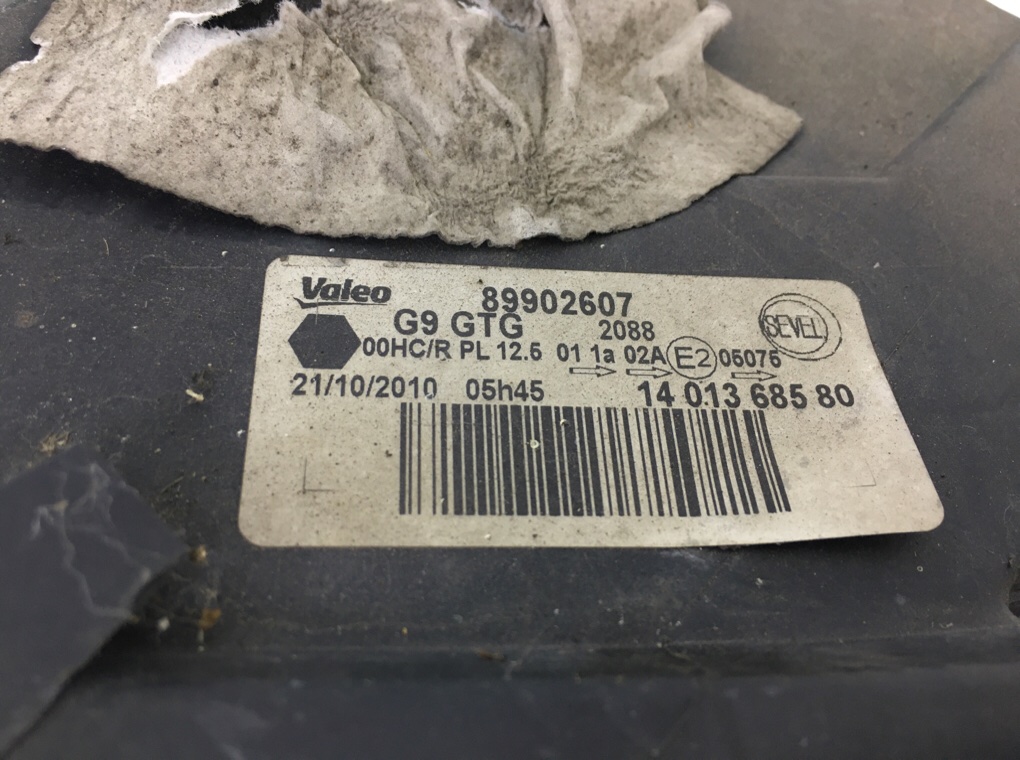 Valeo 89902607
G9 GTG 2088 SEVEL
00HC/R PL 12.5 01 1a 02A E2 05075
21/10/2010 05h45 14 013 685 80